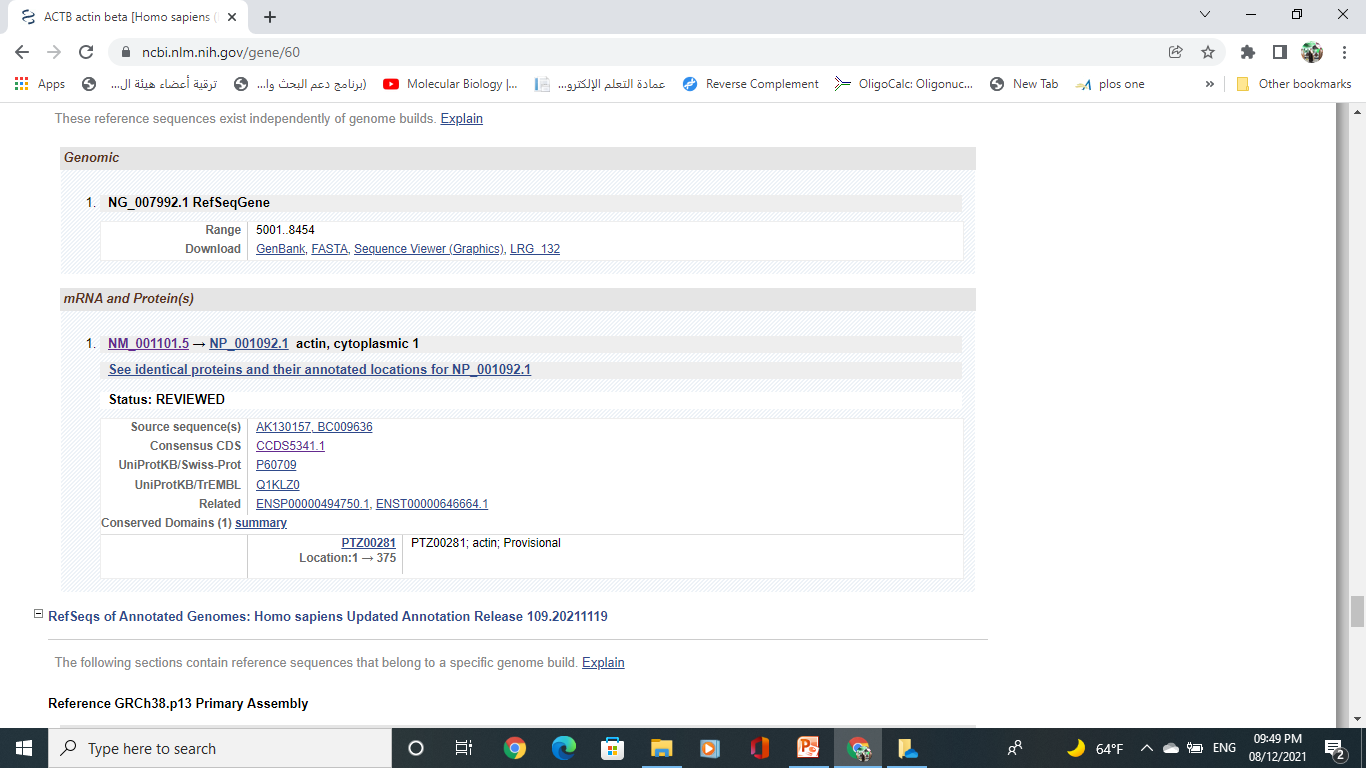 ACTB actin beta [Homo sapiens (
ncbi.nlm.nih.gov/gene/60
Apps
ترقية أعضاء هيئة ال...
(برنامج دعم البحث وا...
Molecular Biology |...
عمادة التعلم الإلكترو...
Reverse Complement
OligoCalc: Oligonuc...
New Tab
plos one
»
Other bookmarks
These reference sequences exist independently of genome builds. Explain
Genomic
1. NG_007992.1 RefSeqGene
Range 5001..8454
Download GenBank, FASTA, Sequence Viewer (Graphics), LRG_132
mRNA and Protein(s)
1. NM_001101.5 → NP_001092.1 actin, cytoplasmic 1
See identical proteins and their annotated locations for NP_001092.1
Status: REVIEWED
Source sequence(s) AK130157, BC009636
Consensus CDS CCDS5341.1
UniProtKB/Swiss-Prot P60709
UniProtKB/TrEMBL Q1KLZ0
Related ENSP00000494750.1, ENST00000646664.1
Conserved Domains (1) summary
PTZ00281 PTZ00281; actin; Provisional
Location:1 → 375
RefSeqs of Annotated Genomes: Homo sapiens Updated Annotation Release 109.20211119
The following sections contain reference sequences that belong to a specific genome build. Explain
Reference GRCh38.p13 Primary Assembly
Type here to search
64°F
ENG
09:49 PM
08/12/2021
2